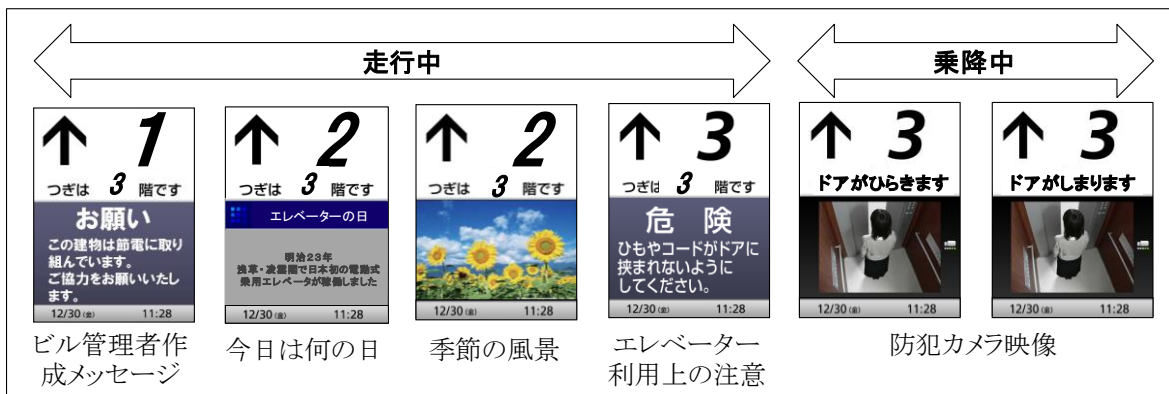 走行中
乗降中
↑ 1
つぎは 3 階です
お願い
この建物は節電に取り
組んでいます。
ご協力をお願いいたし
ます。
12/30(金) 11:28
ビル管理者作
成メッセージ
↑ 2
つぎは 3 階です
エレベーターの日
明治23年
浅草・凌雲閣で日本初の電動式
乗用エレベータが稼働しました
12/30(金) 11:28
今日は何の日
↑ 2
つぎは 3 階です
12/30(金) 11:28
季節の風景
↑ 3
つぎは 3 階です
危 険
ひもやコードがドアに
挟まれないように
してください。
12/30(金) 11:28
エレベーター
利用上の注意
↑ 3
ドアがひらきます
12/30(金) 11:28
↑ 3
ドアがしまります
12/30(金) 11:28
防犯カメラ映像